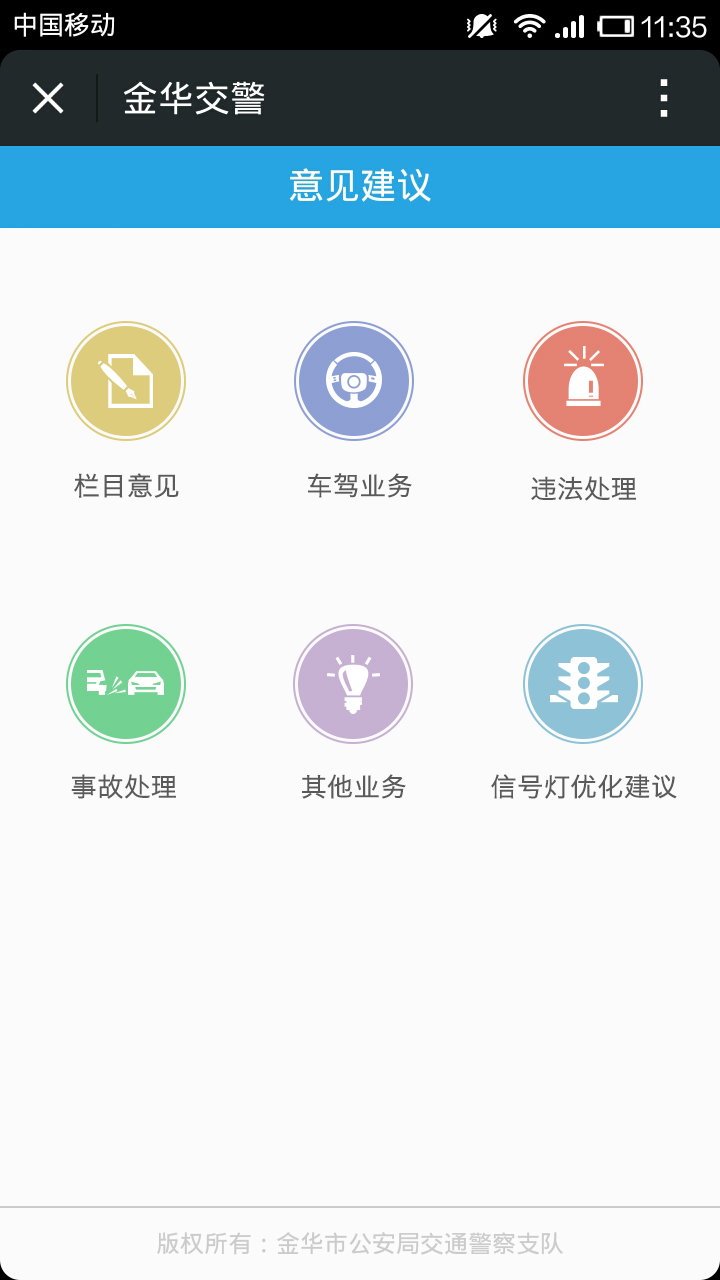 中国移动 11:35
金华交警
意见建议
栏目意见 车驾业务 违法处理
事故处理 其他业务 信号灯优化建议
版权所有：金华市公安局交通警察支队